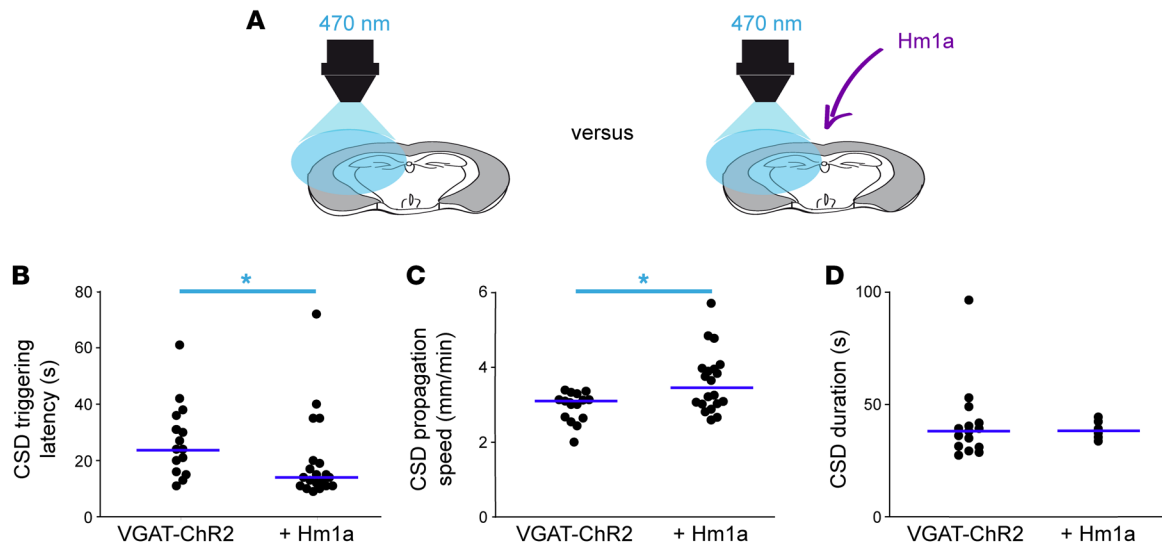 A
470 nm
versus
470 nm
Hm1a
B
CSD triggering
latency (s)
80
60
40
20
0
*
VGAT-ChR2
+ Hm1a
C
CSD propagation
speed (mm/min)
6
4
2
0
*
VGAT-ChR2
+ Hm1a
D
CSD duration (s)
100
50
0
VGAT-ChR2
+ Hm1a